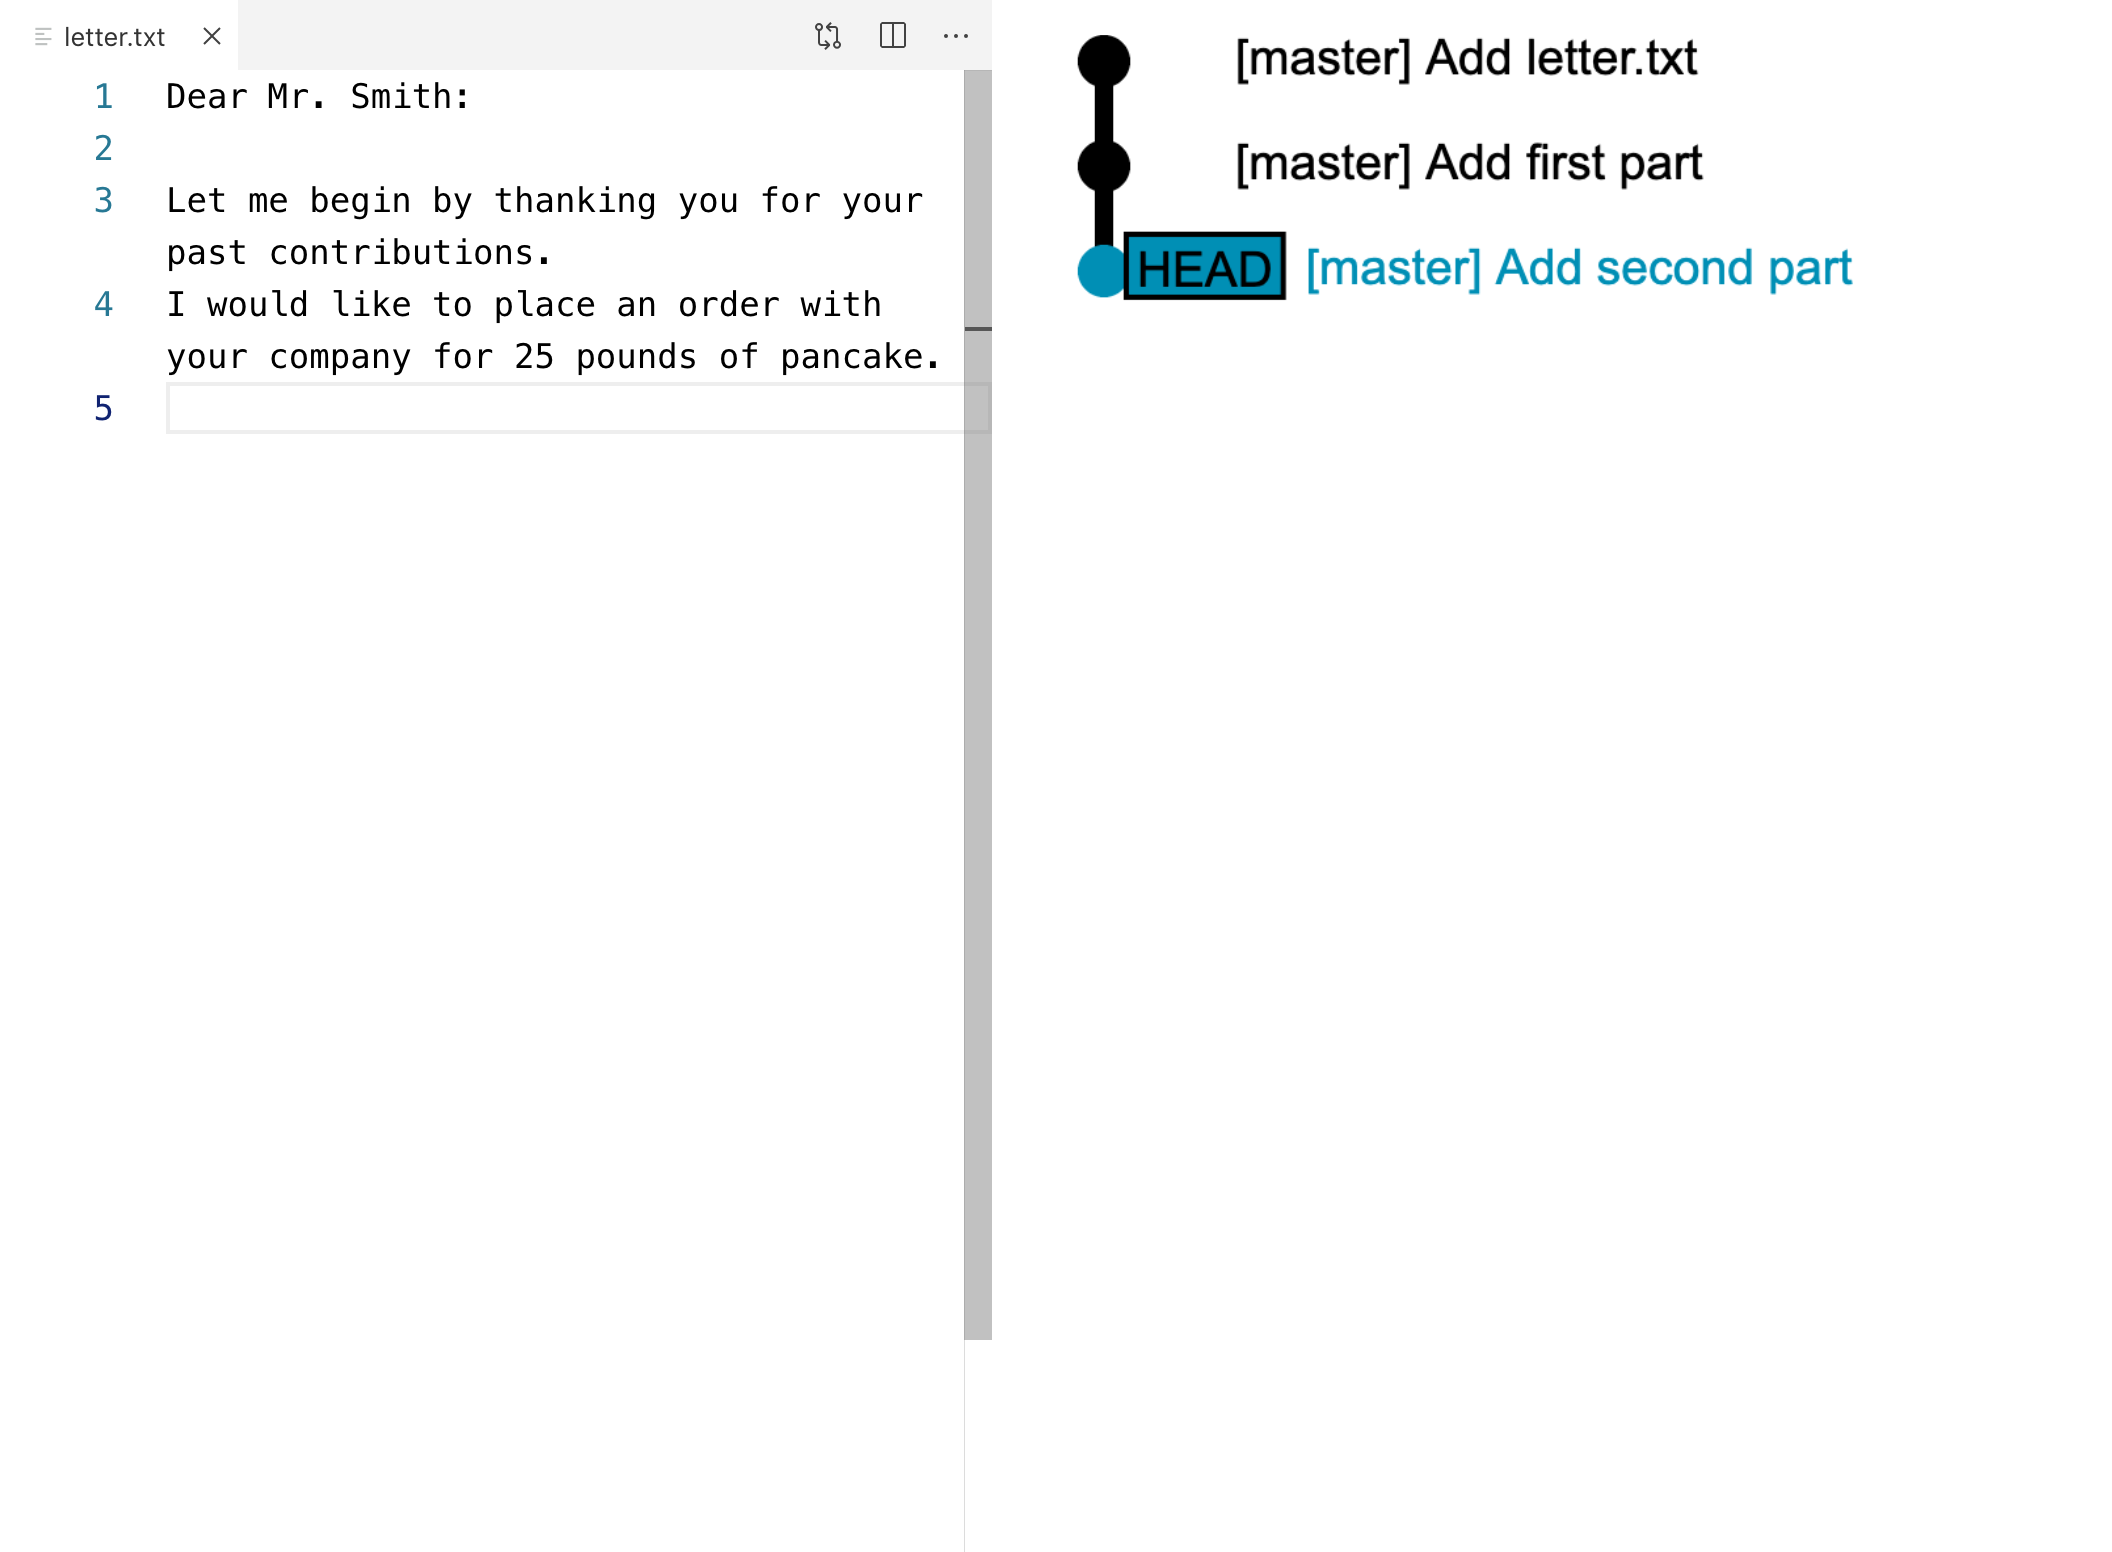 letter.txt
1 Dear Mr. Smith:
2
3 Let me begin by thanking you for your
past contributions.
4 I would like to place an order with
your company for 25 pounds of pancake.
5
[master] Add letter.txt
[master] Add first part
HEAD [master] Add second part